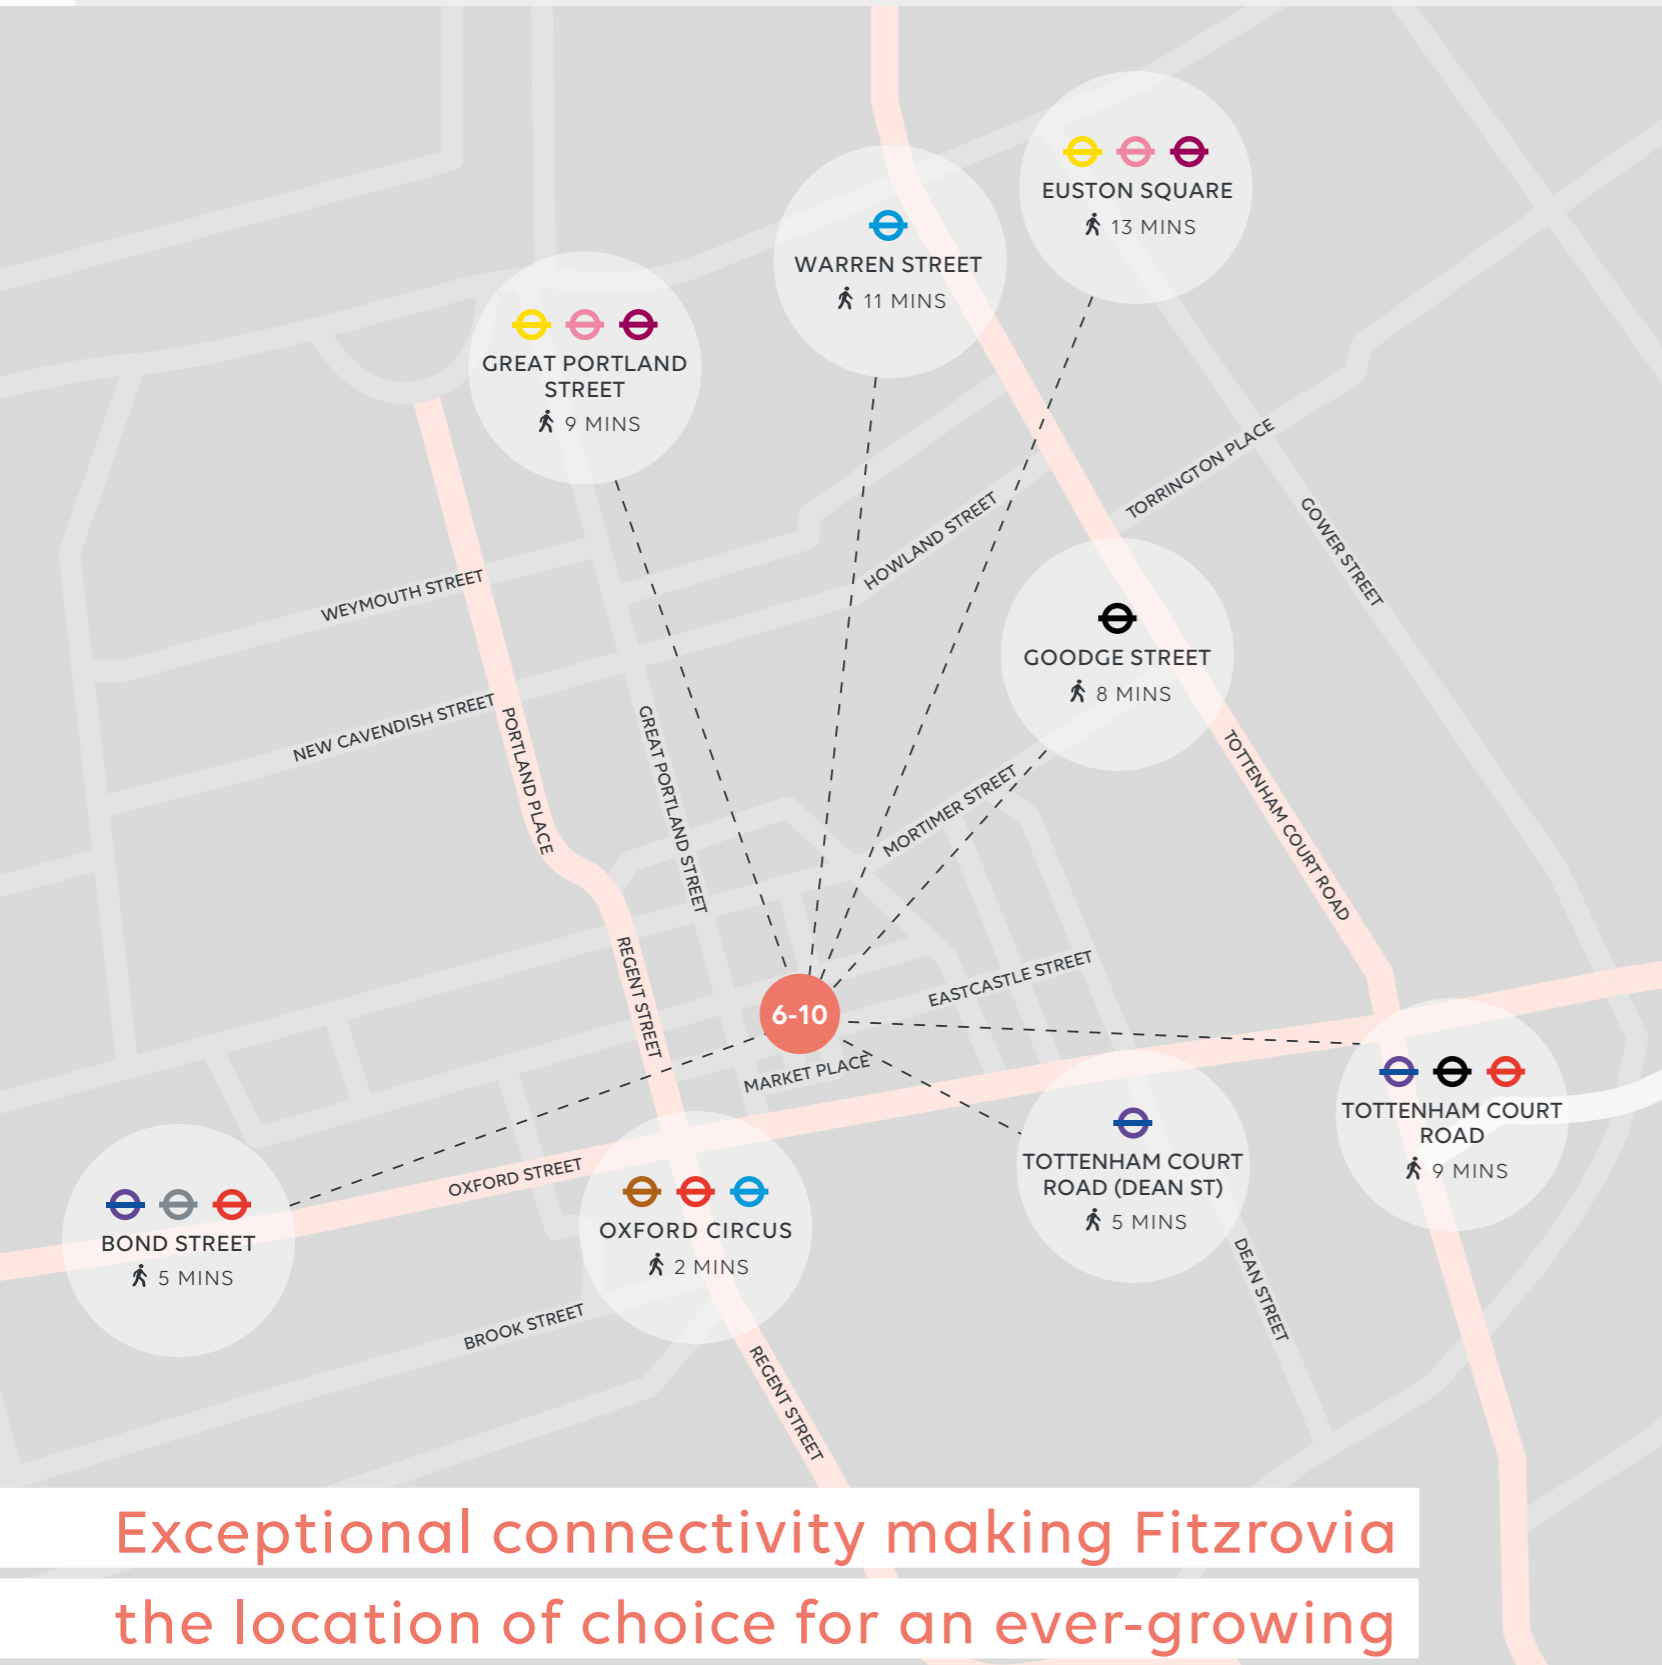 EUSTON SQUARE
13 MINS
WARREN STREET
11 MINS
GREAT PORTLAND
STREET
9 MINS
TORRINGTON PLACE
GOWER STREET
HOWLAND STREET
WEYMOUTH STREET
GOODGE STREET
8 MINS
NEW CAVENDISH STREET
PORTLAND PLACE
GREAT PORTLAND STREET
MORTIMER STREET
TOTTENHAM COURT ROAD
REGENT STREET
EASTCASTLE STREET
6-10
MARKET PLACE
TOTTENHAM COURT
ROAD
9 MINS
TOTTENHAM COURT
ROAD (DEAN ST)
5 MINS
OXFORD STREET
OXFORD CIRCUS
2 MINS
BOND STREET
5 MINS
DEAN STREET
BROOK STREET
REGENT STREET
Exceptional connectivity making Fitzrovia
the location of choice for an ever-growing